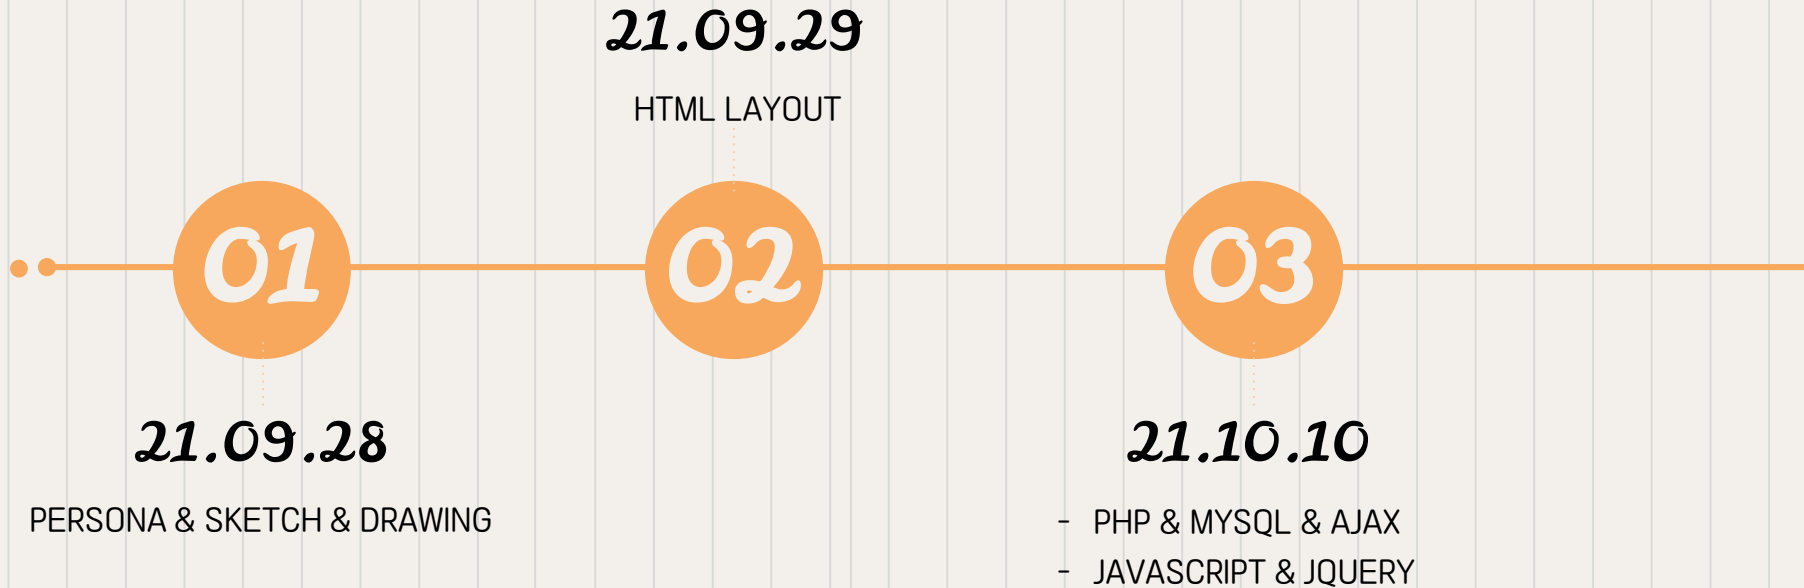 01
21.09.28
PERSONA & SKETCH & DRAWING
21.09.29
HTML LAYOUT
02
03
21.10.10
- PHP & MYSQL & AJAX
- JAVASCRIPT & JQUERY